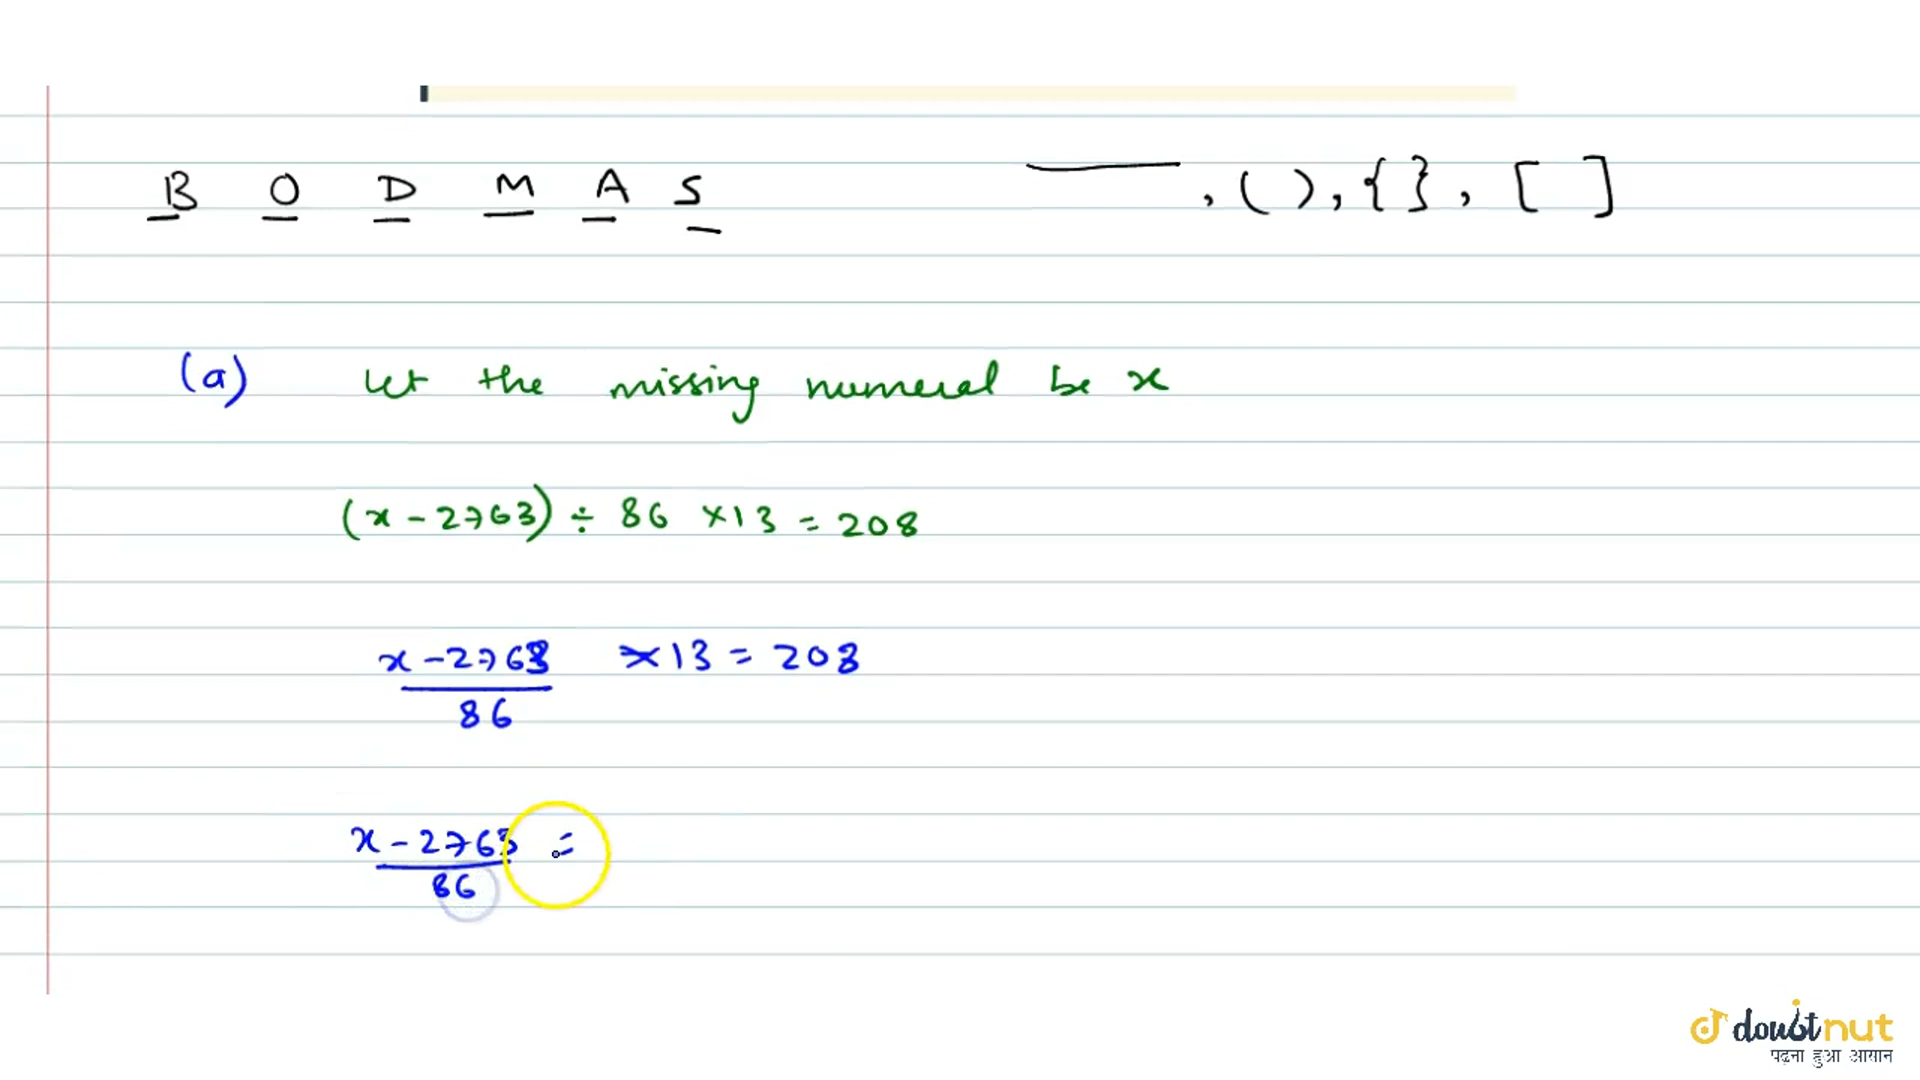 B O D M A S ‾, ( ), { }, [ ]
(a) let the missing numeral be x
(x - 2763) ÷ 86 × 13 = 208
x - 2763 × 13 = 208
86
x - 2763 =
86
doubtnut
पढ़ना हुआ आसान